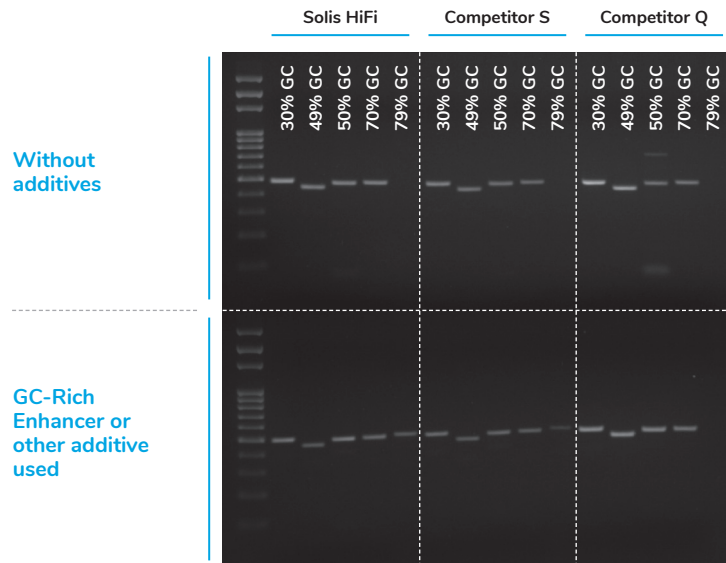 Solis HiFi Competitor S Competitor Q
30% GC 49% GC 50% GC 70% GC 79% GC 30% GC 49% GC 50% GC 70% GC 79% GC 30% GC 49% GC 50% GC 70% GC 79% GC
Without
additives
GC-Rich
Enhancer or
other additive
used